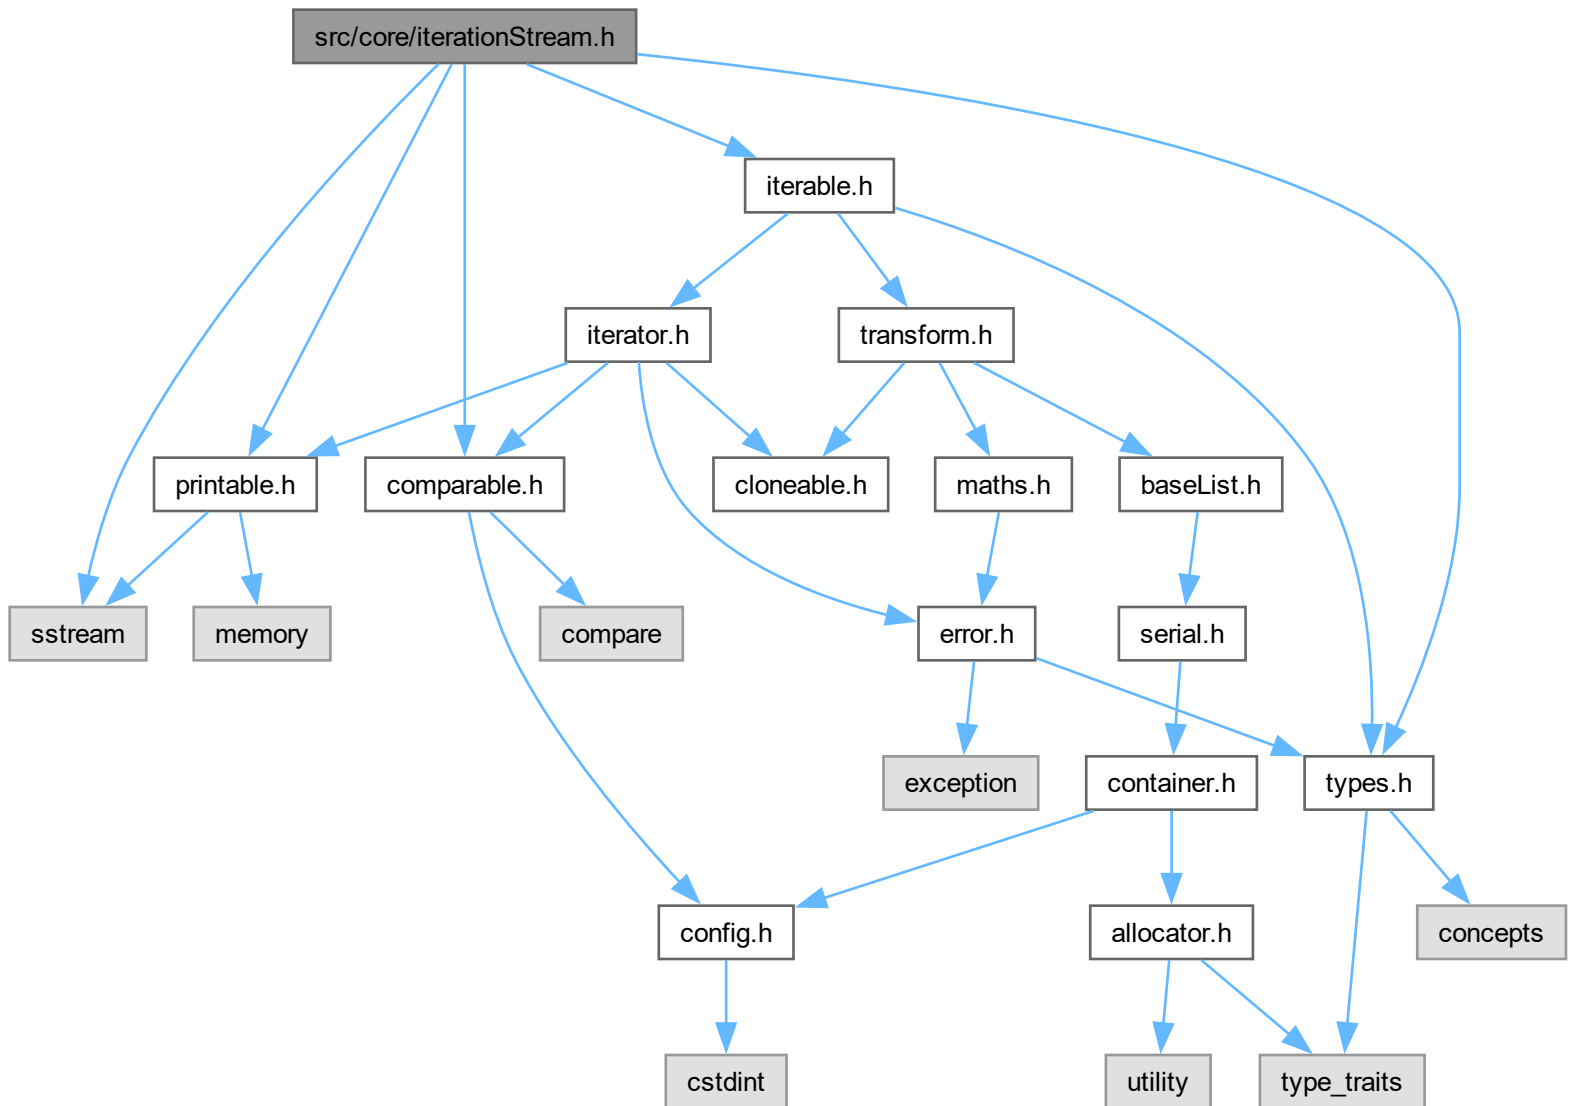 src/core/iterationStream.h
iterable.h
iterator.h
transform.h
printable.h
comparable.h
cloneable.h
maths.h
baseList.h
sstream
memory
compare
error.h
serial.h
exception
container.h
types.h
config.h
allocator.h
concepts
cstdint
utility
type_traits